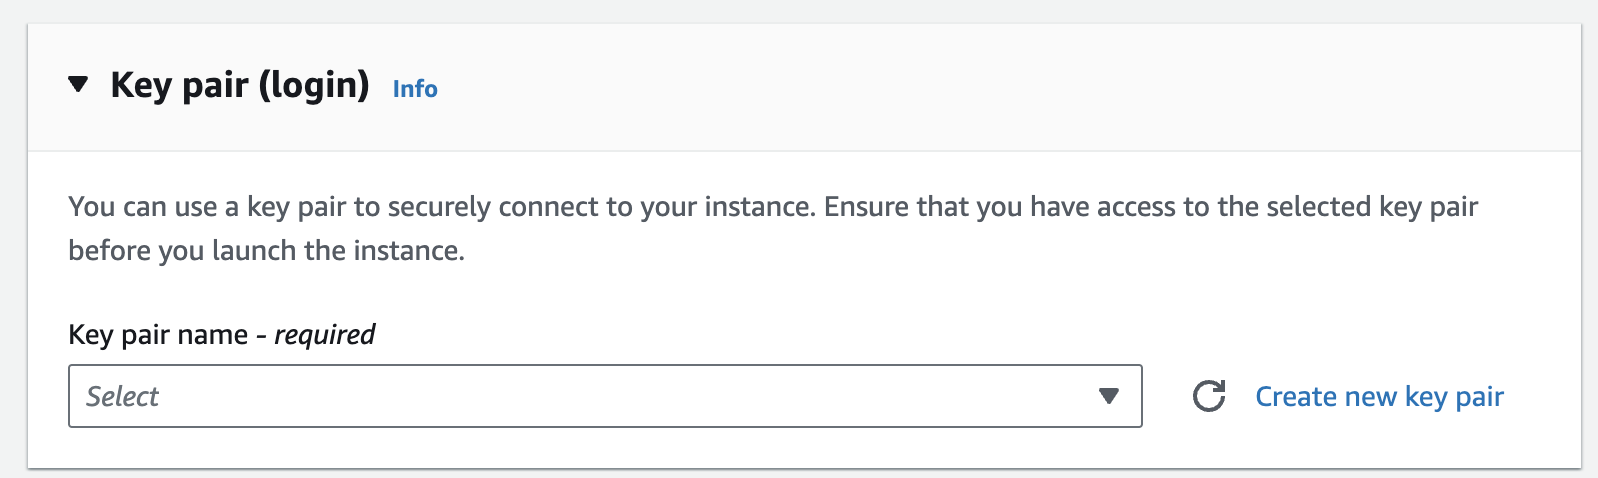 Key pair (login) Info
You can use a key pair to securely connect to your instance. Ensure that you have access to the selected key pair
before you launch the instance.
Key pair name - required
Select
Create new key pair